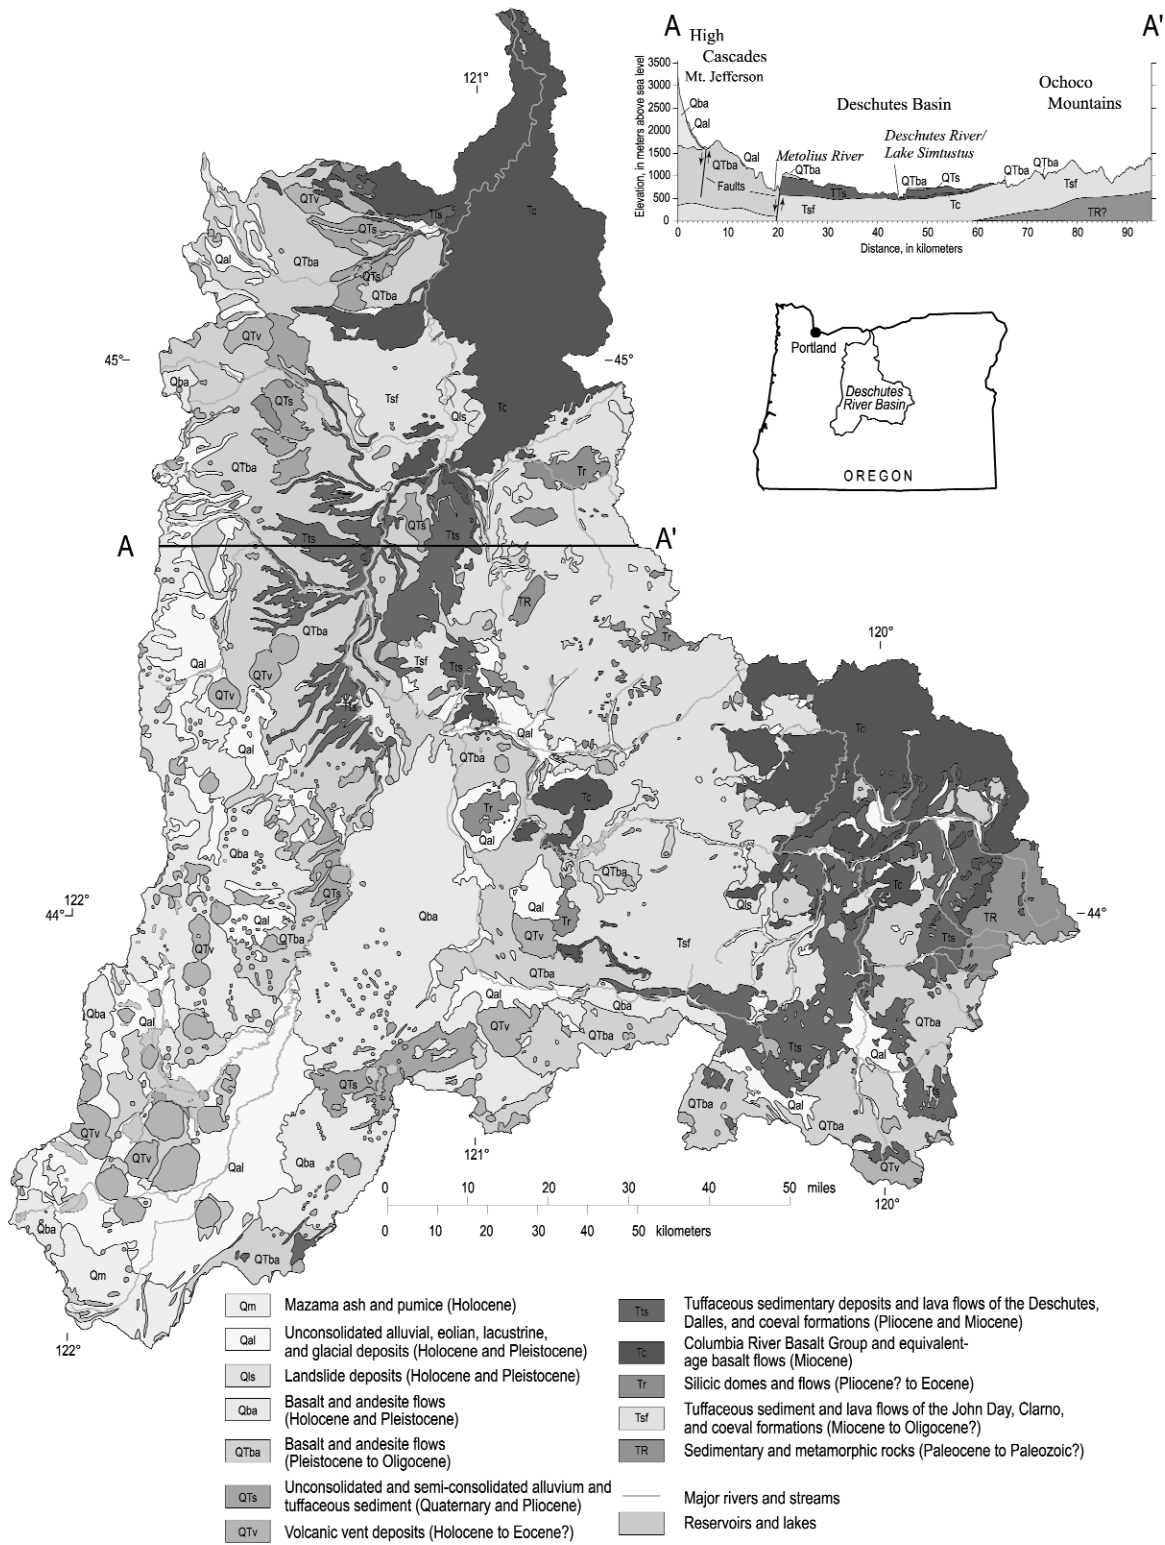 A
A'
High
Cascades
Mt. Jefferson
Ochoco
Mountains
Deschutes Basin
Deschutes River/
Lake Simtustus
Metolius River
Elevation, in meters above sea level
3500
3000
2500
2000
1500
1000
500
0
Qba
Qal
QTba
Qal
Faults
QTba
Tts
Tsf
QTba
QTs
Tc
QTba
QTba
Tsf
TR?
0 10 20 30 40 50 60 70 80 90
Distance, in kilometers
Portland
Deschutes
River Basin
OREGON
121°
QTv
Tts
Tc
QTs
Qal
QTba
QTs
QTba
QTv
45°
45°
Qba
Tsf
QTs
Qls
Tc
QTba
Tr
QTs
Tts
Tts
A
A'
TR
QTba
Tr
120°
Qal
Tsf
Tts
QTv
QTv
Tts
Qal
Qal
Tc
QTba
Tr
Tc
Qal
Qba
QTba
Tc
QTs
122°
44°
Qal
Qba
Qal
Qls
TR
44°
QTv
QTba
Tr
QTv
Tts
Tsf
QTba
Qba
Qal
Qal
Qba
QTba
QTv
QTba
Tts
Qal
QTs
Tts
QTba
Qal
QTba
QTv
QTv
Qal
Qba
QTv
121°
120°
0 10 20 30 40 50 miles
0 10 20 30 40 50 kilometers
Qba
Qm
QTba
122°
Qm Mazama ash and pumice (Holocene)
Qal Unconsolidated alluvial, eolian, lacustrine,
and glacial deposits (Holocene and Pleistocene)
Qls Landslide deposits (Holocene and Pleistocene)
Qba Basalt and andesite flows
(Holocene and Pleistocene)
QTba Basalt and andesite flows
(Pleistocene to Oligocene)
QTs Unconsolidated and semi-consolidated alluvium and
tuffaceous sediment (Quaternary and Pliocene)
QTv Volcanic vent deposits (Holocene to Eocene?)
Tts Tuffaceous sedimentary deposits and lava flows of the Deschutes,
Dalles, and coeval formations (Pliocene and Miocene)
Tc Columbia River Basalt Group and equivalent-
age basalt flows (Miocene)
Tr Silicic domes and flows (Pliocene? to Eocene)
Tsf Tuffaceous sediment and lava flows of the John Day, Clarno,
and coeval formations (Miocene to Oligocene?)
TR Sedimentary and metamorphic rocks (Paleocene to Paleozoic?)
Major rivers and streams
Reservoirs and lakes